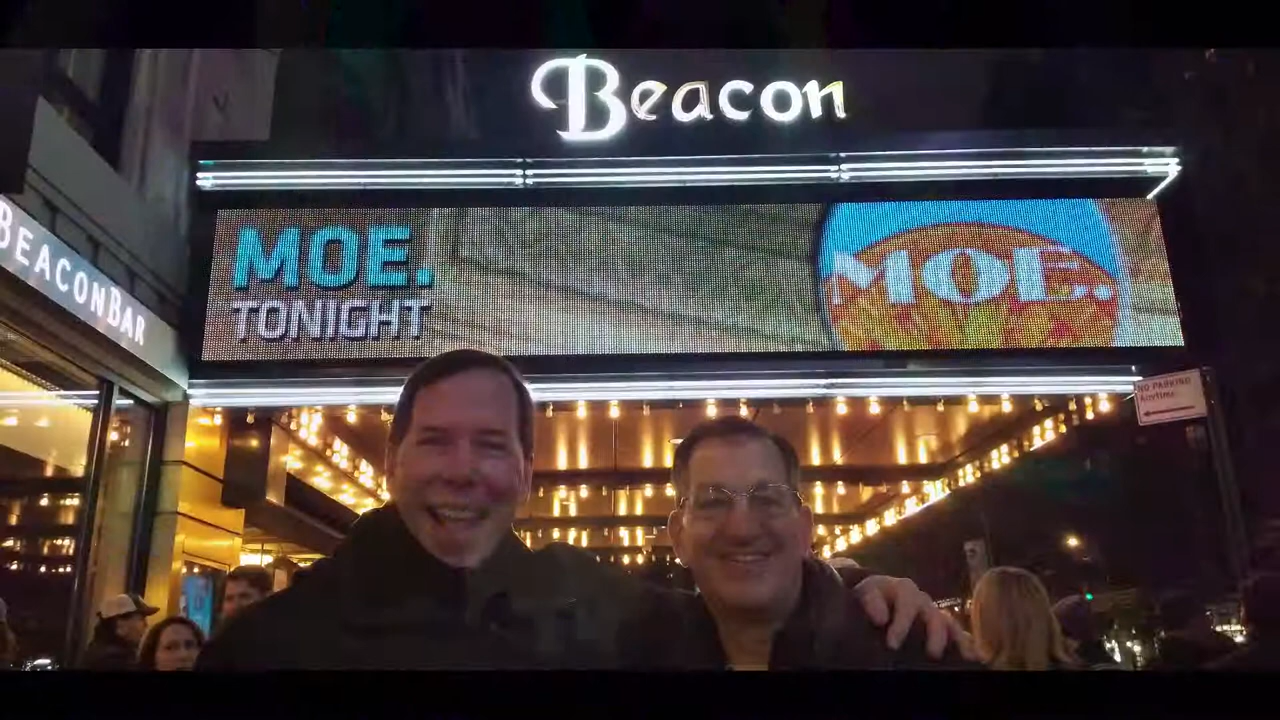 Beacon
MOE.
TONIGHT
MOE.
BEACONBAR
NO PARKING
Anytime